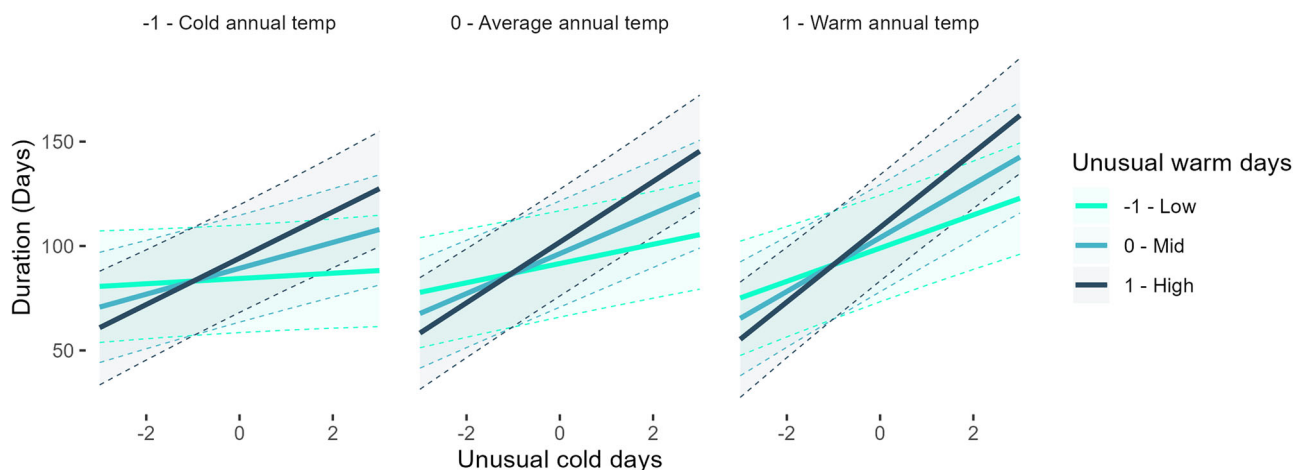 -1 - Cold annual temp
0 - Average annual temp
1 - Warm annual temp
Duration (Days)
150
100
50
-2 0 2
-2 0 2
-2 0 2
Unusual cold days
Unusual warm days
-1 - Low
0 - Mid
1 - High